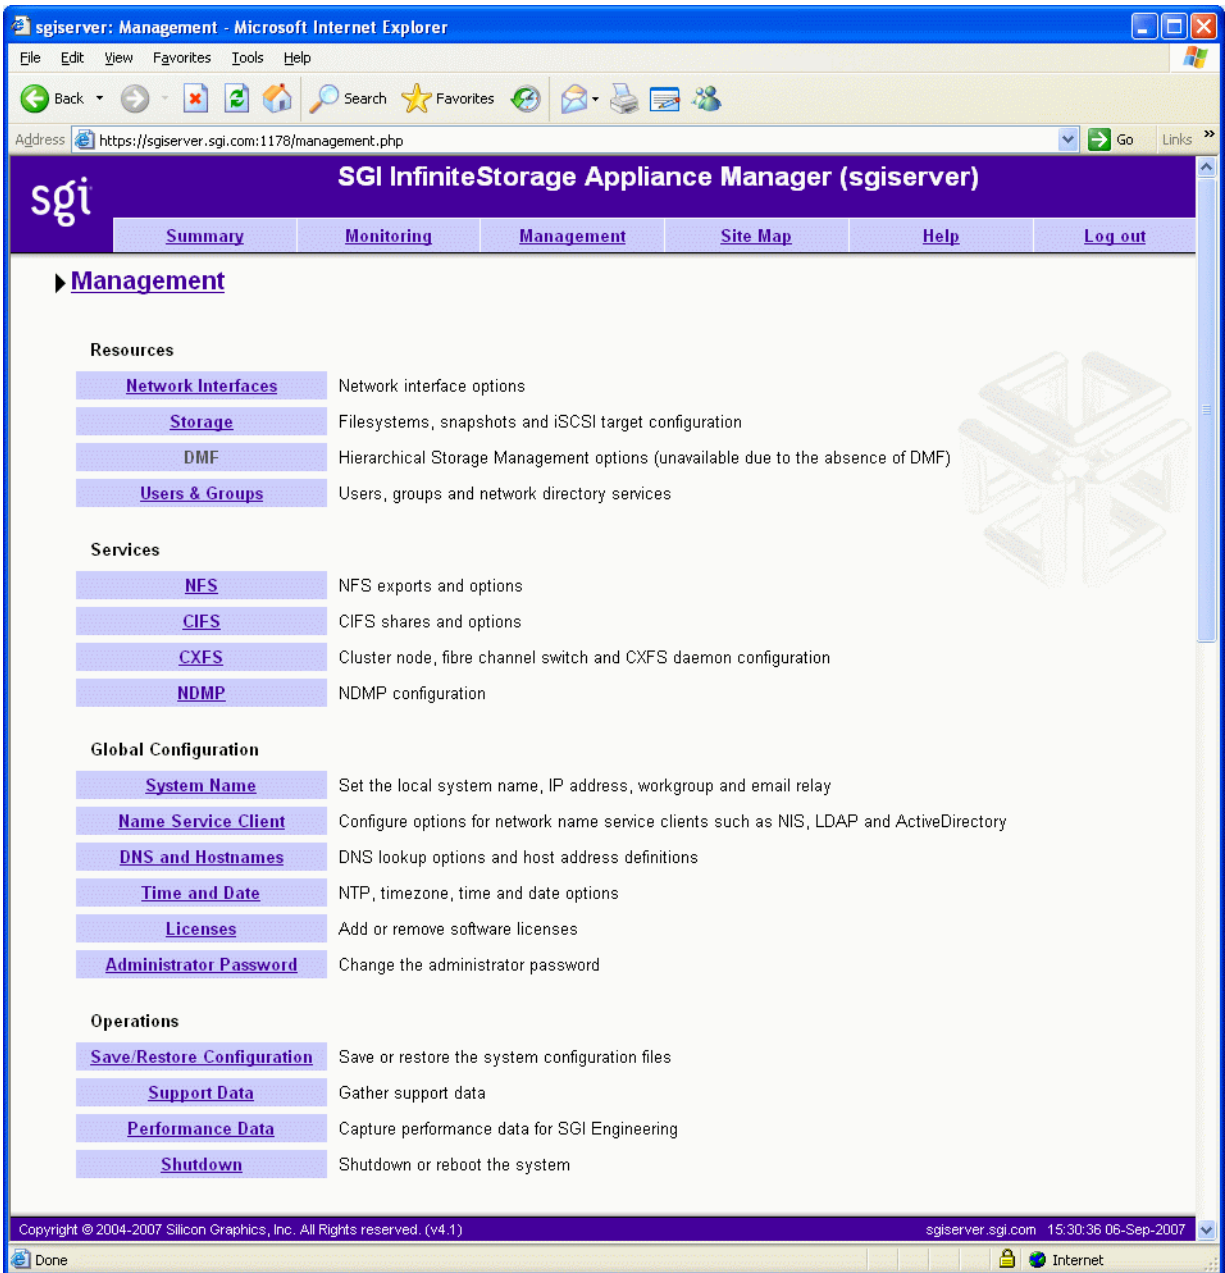 sgiserver: Management - Microsoft Internet Explorer
File Edit View Favorites Tools Help
Back Search Favorites
Address https://sgiserver.sgi.com:1178/management.php Go Links »
sgi
SGI InfiniteStorage Appliance Manager (sgiserver)
Summary Monitoring Management Site Map Help Log out
Management
Resources
Network Interfaces Network interface options
Storage Filesystems, snapshots and iSCSI target configuration
DMF Hierarchical Storage Management options (unavailable due to the absence of DMF)
Users & Groups Users, groups and network directory services
Services
NFS NFS exports and options
CIFS CIFS shares and options
CXFS Cluster node, fibre channel switch and CXFS daemon configuration
NDMP NDMP configuration
Global Configuration
System Name Set the local system name, IP address, workgroup and email relay
Name Service Client Configure options for network name service clients such as NIS, LDAP and ActiveDirectory
DNS and Hostnames DNS lookup options and host address definitions
Time and Date NTP, timezone, time and date options
Licenses Add or remove software licenses
Administrator Password Change the administrator password
Operations
Save/Restore Configuration Save or restore the system configuration files
Support Data Gather support data
Performance Data Capture performance data for SGI Engineering
Shutdown Shutdown or reboot the system
Copyright © 2004-2007 Silicon Graphics, Inc. All Rights reserved. (v4.1) sgiserver.sgi.com 15:30:36 06-Sep-2007
Done Internet